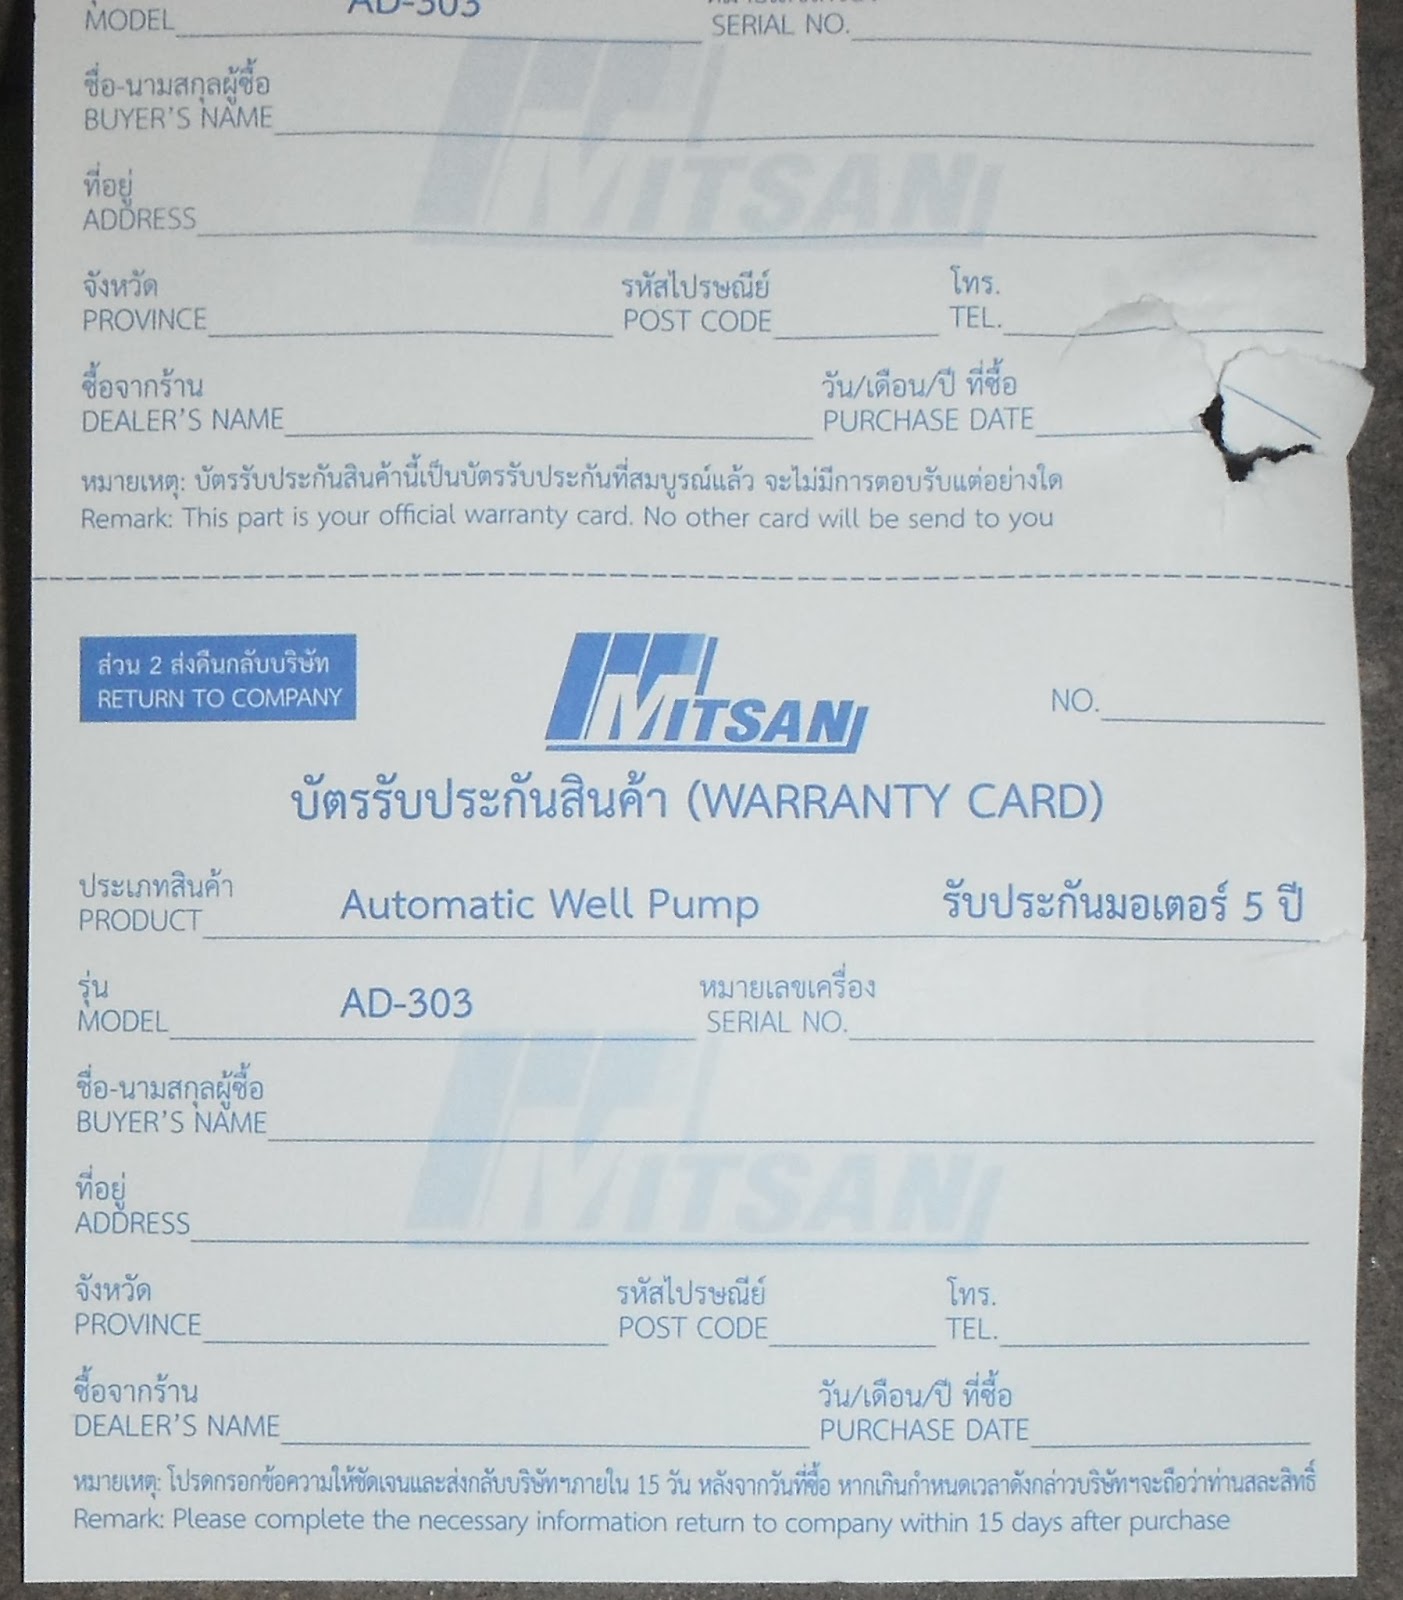 MODEL AD-303 SERIAL NO.
ชื่อ-นามสกุลผู้ซื้อ
BUYER'S NAME
MITSANI
ที่อยู่
ADDRESS
จังหวัด รหัสไปรษณีย์ โทร.
PROVINCE POST CODE TEL.
ซื้อจากร้าน วัน/เดือน/ปี ที่ซื้อ
DEALER'S NAME PURCHASE DATE
หมายเหตุ: บัตรรับประกันสินค้านี้เป็นบัตรรับประกันที่สมบูรณ์แล้ว จะไม่มีการตอบรับแต่อย่างใด
Remark: This part is your official warranty card. No other card will be send to you
ส่วน 2 ส่งคืนกลับบริษัท
RETURN TO COMPANY
MITSANI
NO.
บัตรรับประกันสินค้า (WARRANTY CARD)
ประเภทสินค้า
PRODUCT Automatic Well Pump รับประกันมอเตอร์ 5 ปี
รุ่น หมายเลขเครื่อง
MODEL AD-303 SERIAL NO.
ชื่อ-นามสกุลผู้ซื้อ
BUYER'S NAME
MITSANI
ที่อยู่
ADDRESS
จังหวัด รหัสไปรษณีย์ โทร.
PROVINCE POST CODE TEL.
ซื้อจากร้าน วัน/เดือน/ปี ที่ซื้อ
DEALER'S NAME PURCHASE DATE
หมายเหตุ: โปรดกรอกข้อความให้ชัดเจนและส่งกลับบริษัทฯภายใน 15 วัน หลังจากวันที่ซื้อ หากเกินกำหนดเวลาดังกล่าวบริษัทฯจะถือว่าท่านสละสิทธิ์
Remark: Please complete the necessary information return to company within 15 days after purchase